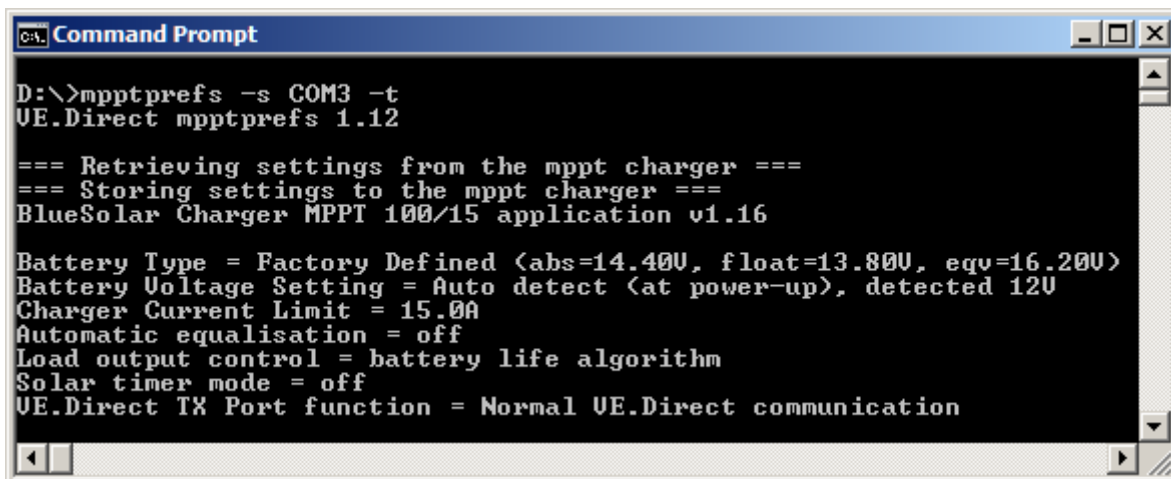 Command Prompt
D:\>mpptprefs -s COM3 -t
VE.Direct mpptprefs 1.12
=== Retrieving settings from the mppt charger ===
=== Storing settings to the mppt charger ===
BlueSolar Charger MPPT 100/15 application v1.16
Battery Type = Factory Defined (abs=14.40V, float=13.80V, eqv=16.20V)
Battery Voltage Setting = Auto detect (at power-up), detected 12V
Charger Current Limit = 15.0A
Automatic equalisation = off
Load output control = battery life algorithm
Solar timer mode = off
VE.Direct TX Port function = Normal VE.Direct communication